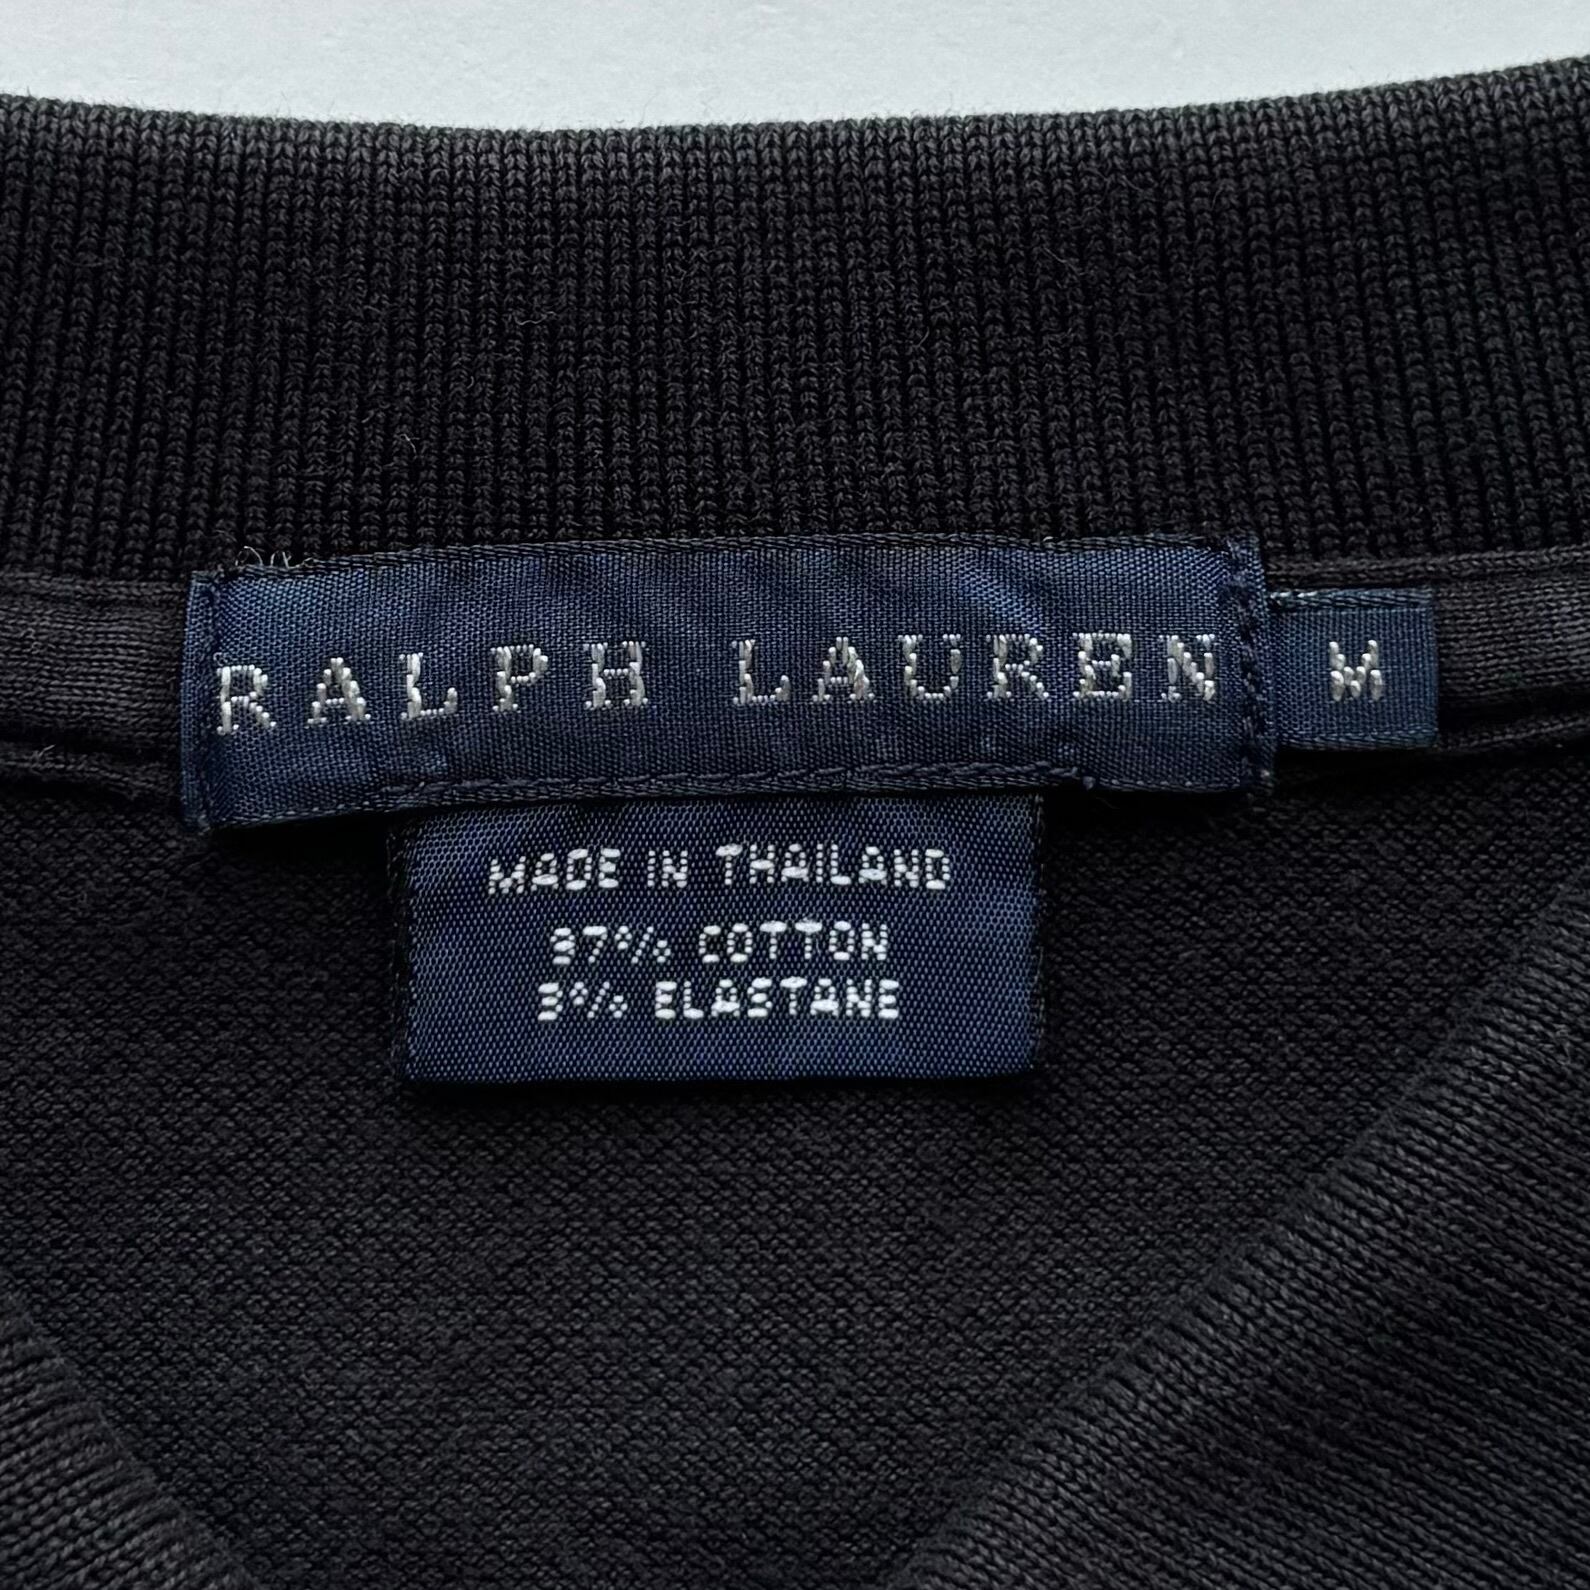 RALPH LAUREN
M
MADE IN THAILAND
97% COTTON
3% ELASTANE